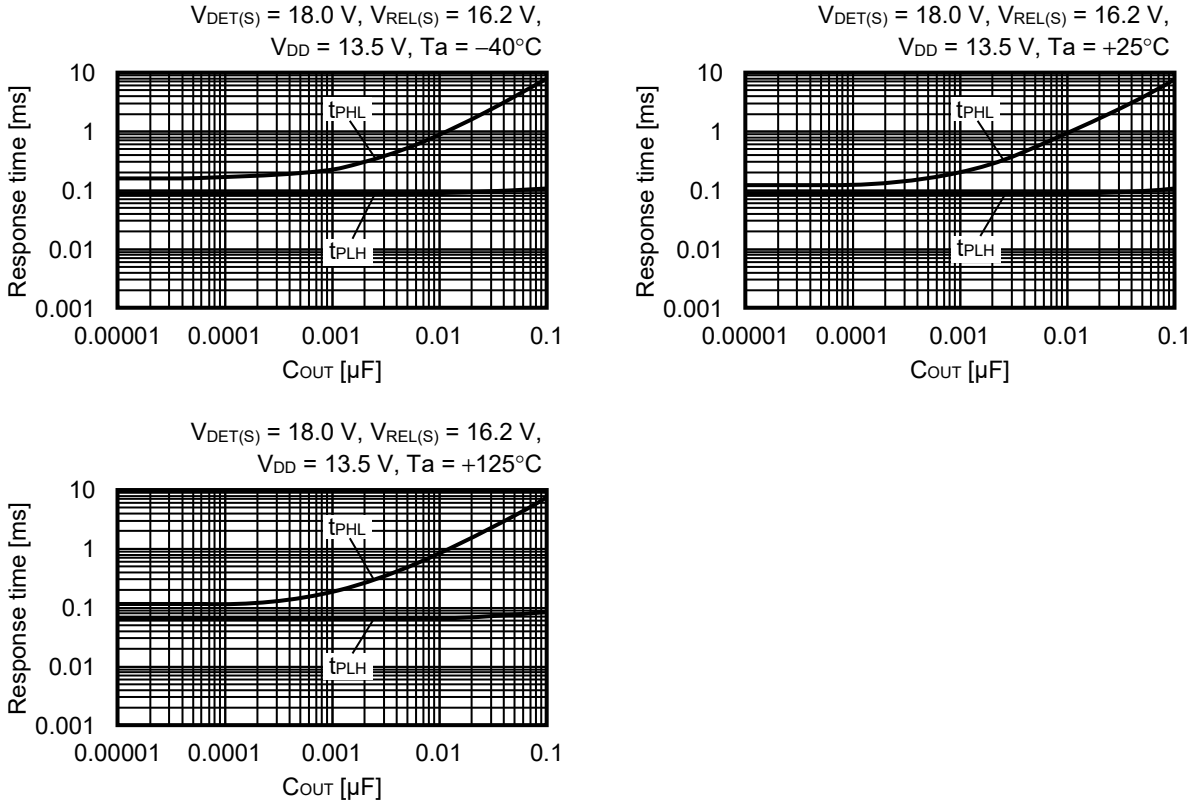 VDET(S) = 18.0 V, VREL(S) = 16.2 V,
VDD = 13.5 V, Ta = −40°C
Response time [ms]
10
1
0.1
0.01
0.001
tPHL
tPLH
0.00001 0.0001 0.001 0.01 0.1
COUT [µF]
VDET(S) = 18.0 V, VREL(S) = 16.2 V,
VDD = 13.5 V, Ta = +25°C
Response time [ms]
10
1
0.1
0.01
0.001
tPHL
tPLH
0.00001 0.0001 0.001 0.01 0.1
COUT [µF]
VDET(S) = 18.0 V, VREL(S) = 16.2 V,
VDD = 13.5 V, Ta = +125°C
Response time [ms]
10
1
0.1
0.01
0.001
tPHL
tPLH
0.00001 0.0001 0.001 0.01 0.1
COUT [µF]